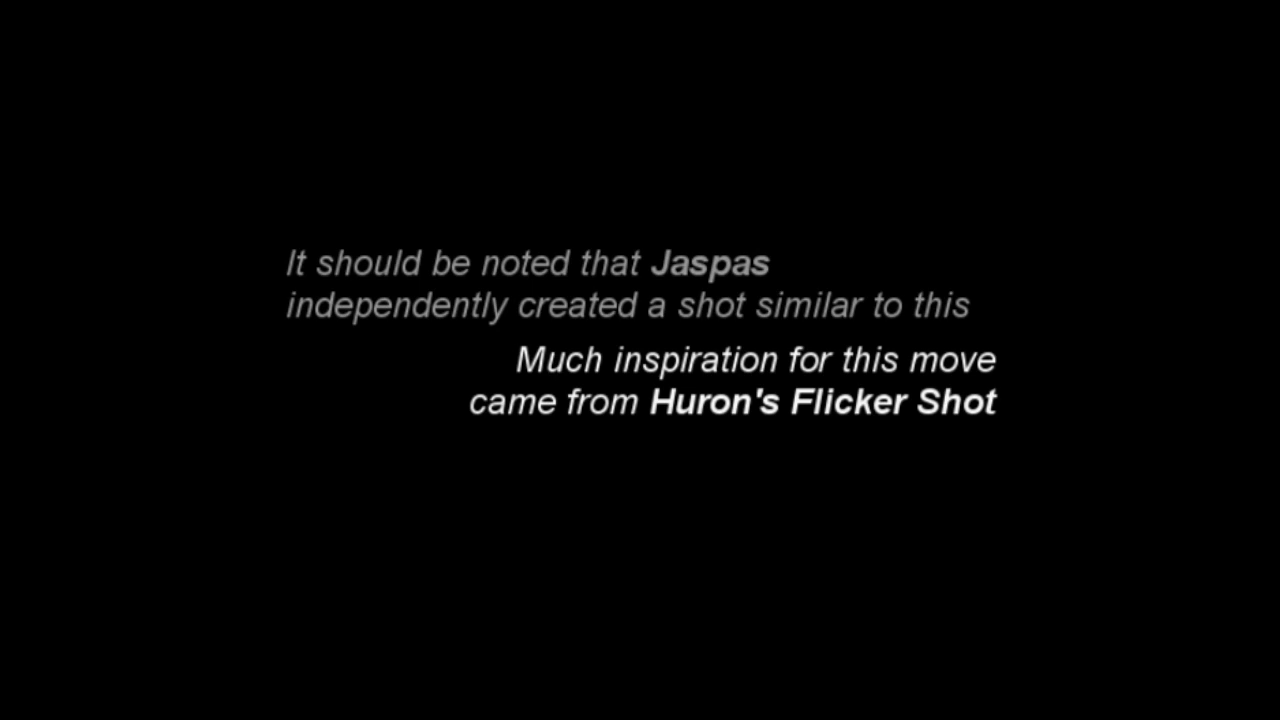 It should be noted that Jaspas
independently created a shot similar to this
Much inspiration for this move
came from Huron's Flicker Shot